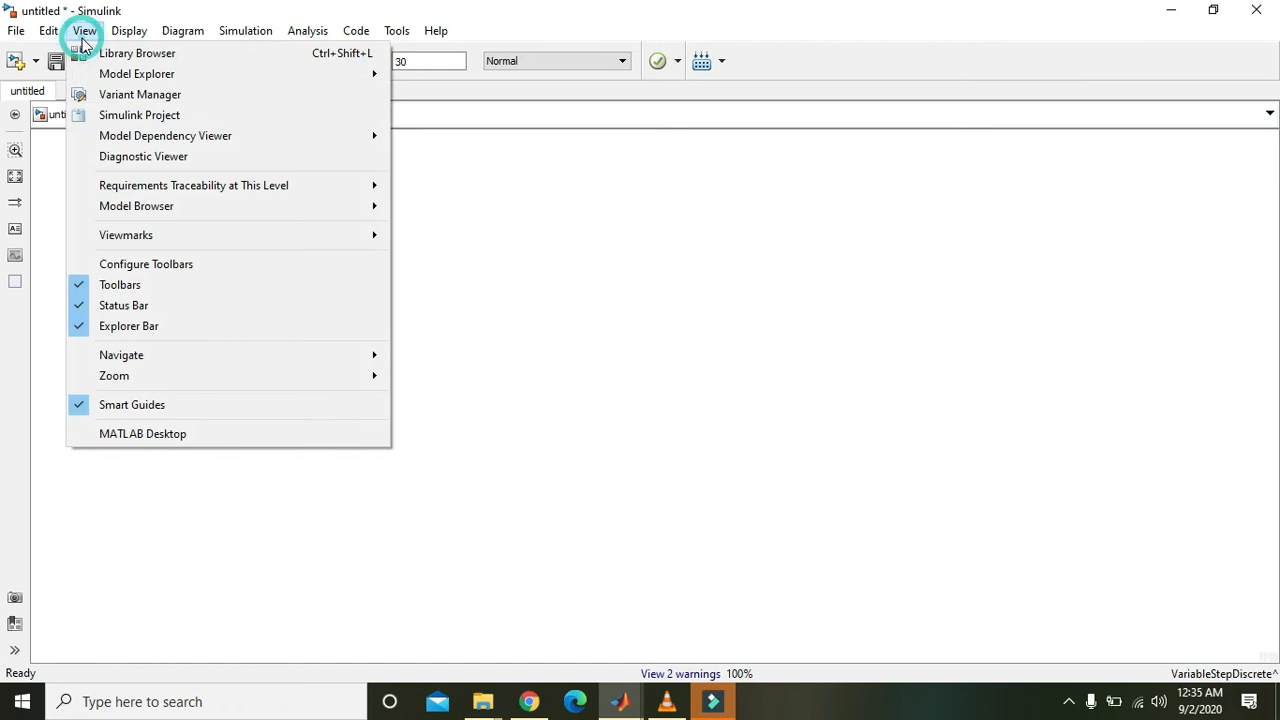 untitled * - Simulink
File Edit View Display Diagram Simulation Analysis Code Tools Help
30 Normal
untitled
Library Browser Ctrl+Shift+L
Model Explorer
Variant Manager
Simulink Project
Model Dependency Viewer
Diagnostic Viewer
Requirements Traceability at This Level
Model Browser
Viewmarks
Configure Toolbars
Toolbars
Status Bar
Explorer Bar
Navigate
Zoom
Smart Guides
MATLAB Desktop
Ready View 2 warnings 100% VariableStepDiscrete
Type here to search
12:35 AM
9/2/2020